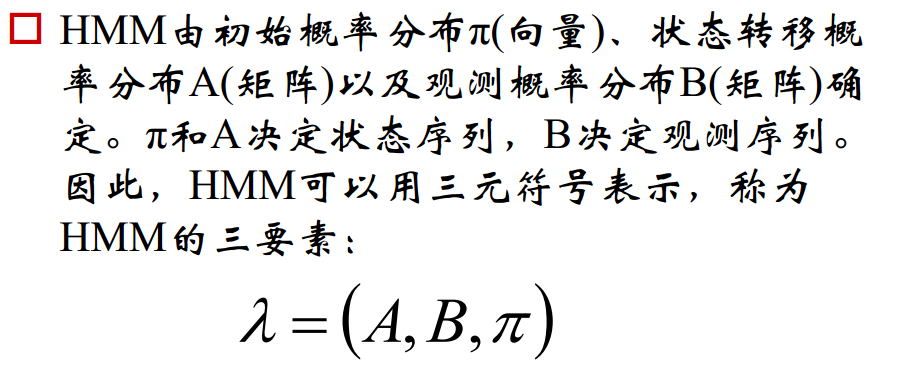 HMM由初始概率分布π(向量)、状态转移概
率分布A(矩阵)以及观测概率分布B(矩阵)确
定。π和A决定状态序列，B决定观测序列。
因此，HMM可以用三元符号表示，称为
HMM的三要素：
λ = (A, B, π)